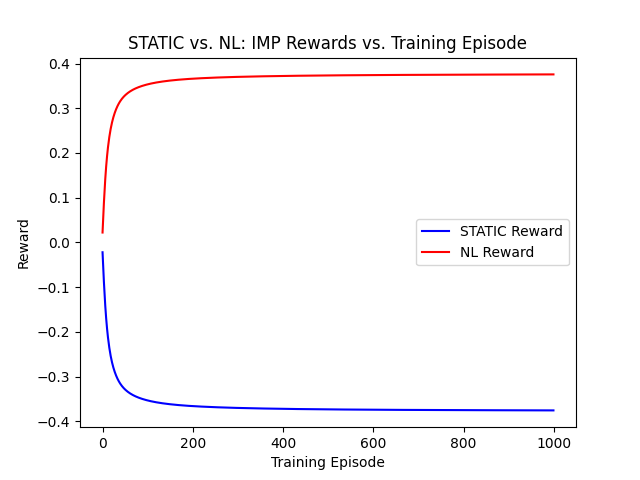 STATIC vs. NL: IMP Rewards vs. Training Episode
0.4
0.3
0.2
0.1
0.0
−0.1
−0.2
−0.3
−0.4
Reward
STATIC Reward
NL Reward
0 200 400 600 800 1000
Training Episode